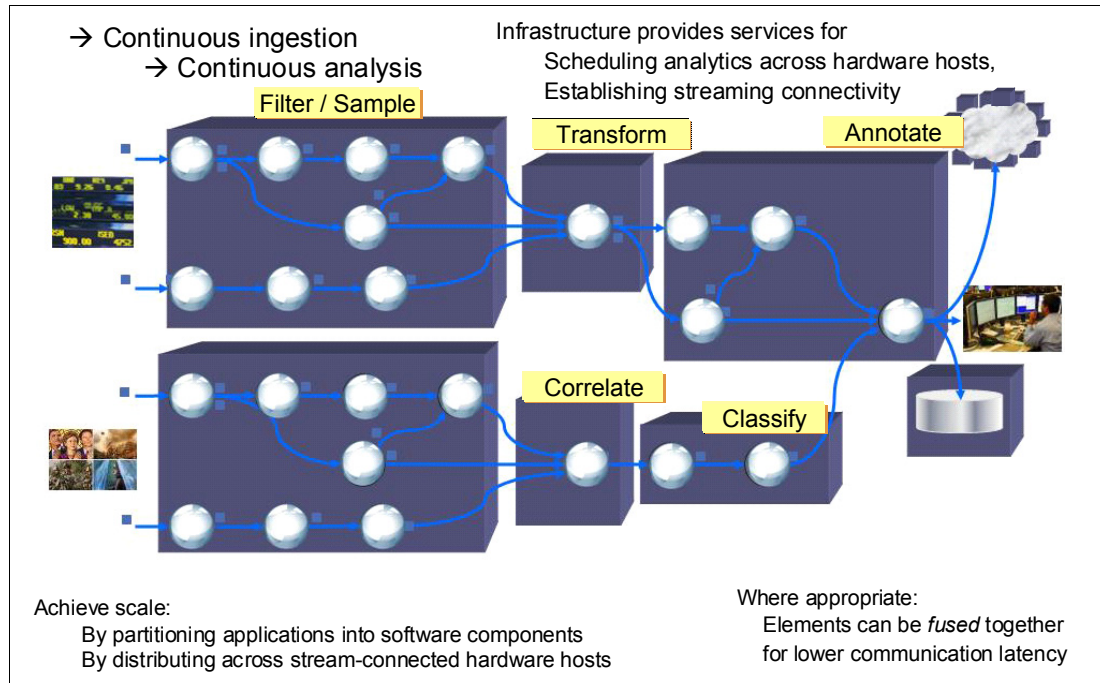 → Continuous ingestion
→ Continuous analysis
Infrastructure provides services for
Scheduling analytics across hardware hosts,
Establishing streaming connectivity
Filter / Sample
Transform
Annotate
Correlate
Classify
Achieve scale:
By partitioning applications into software components
By distributing across stream-connected hardware hosts
Where appropriate:
Elements can be fused together
for lower communication latency